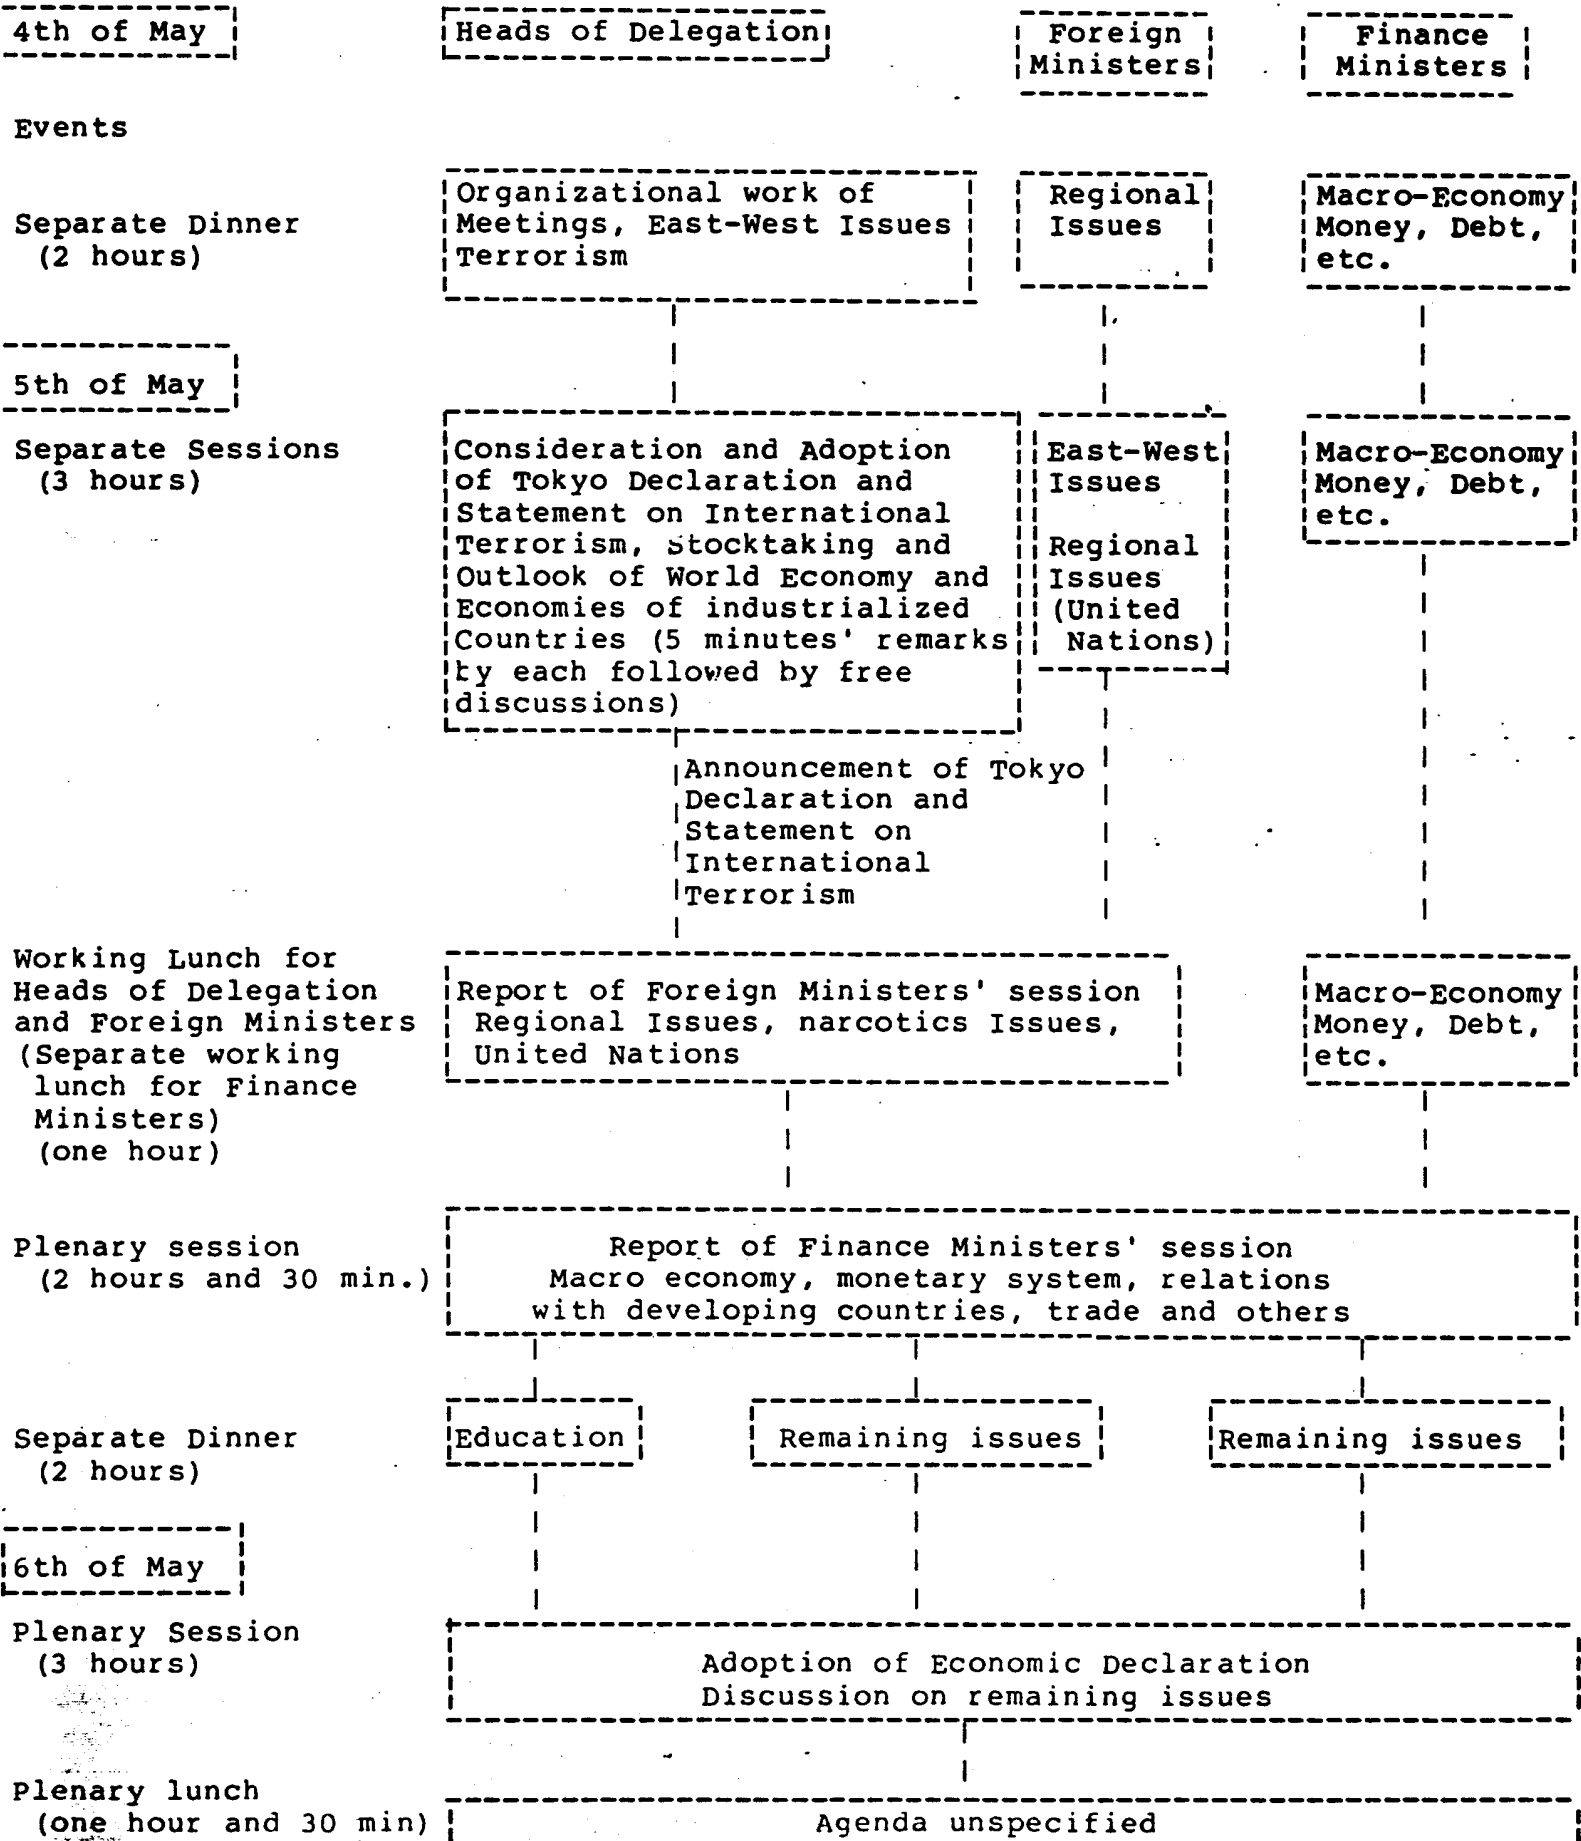 4th of May
Heads of Delegation
Foreign
Ministers
Finance
Ministers
Events
Separate Dinner
(2 hours)
Organizational work of
Meetings, East-West Issues
Terrorism
Regional
Issues
Macro-Economy
Money, Debt,
etc.
5th of May
Separate Sessions
(3 hours)
Consideration and Adoption
of Tokyo Declaration and
Statement on International
Terrorism, Stocktaking and
Outlook of World Economy and
Economies of industrialized
Countries (5 minutes' remarks
by each followed by free
discussions)
East-West
Issues
Regional
Issues
(United
Nations)
Macro-Economy
Money, Debt,
etc.
Announcement of Tokyo
Declaration and
Statement on
International
Terrorism
Working Lunch for
Heads of Delegation
and Foreign Ministers
(Separate working
lunch for Finance
Ministers)
(one hour)
Report of Foreign Ministers' session
Regional Issues, narcotics Issues,
United Nations
Macro-Economy
Money, Debt,
etc.
Plenary session
(2 hours and 30 min.)
Report of Finance Ministers' session
Macro economy, monetary system, relations
with developing countries, trade and others
Separate Dinner
(2 hours)
Education
Remaining issues
Remaining issues
6th of May
Plenary Session
(3 hours)
Adoption of Economic Declaration
Discussion on remaining issues
Plenary lunch
(one hour and 30 min)
Agenda unspecified